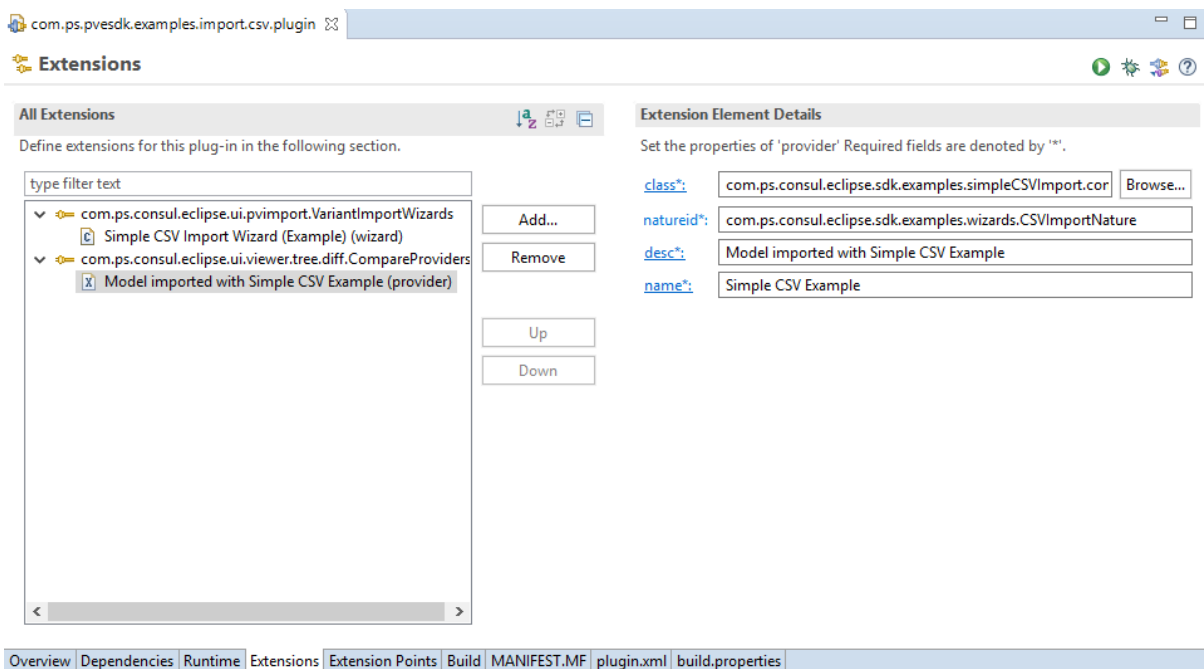 com.ps.pvesdk.examples.import.csv.plugin
Extensions
All Extensions
Define extensions for this plug-in in the following section.
type filter text
com.ps.consul.eclipse.ui.pvimport.VariantImportWizards
Simple CSV Import Wizard (Example) (wizard)
com.ps.consul.eclipse.ui.viewer.tree.diff.CompareProviders
Model imported with Simple CSV Example (provider)
Add...
Remove
Up
Down
Extension Element Details
Set the properties of 'provider' Required fields are denoted by '*'.
class*: com.ps.consul.eclipse.sdk.examples.simpleCSVImport.cor Browse...
natureid*: com.ps.consul.eclipse.sdk.examples.wizards.CSVImportNature
desc*: Model imported with Simple CSV Example
name*: Simple CSV Example
Overview Dependencies Runtime Extensions Extension Points Build MANIFEST.MF plugin.xml build.properties